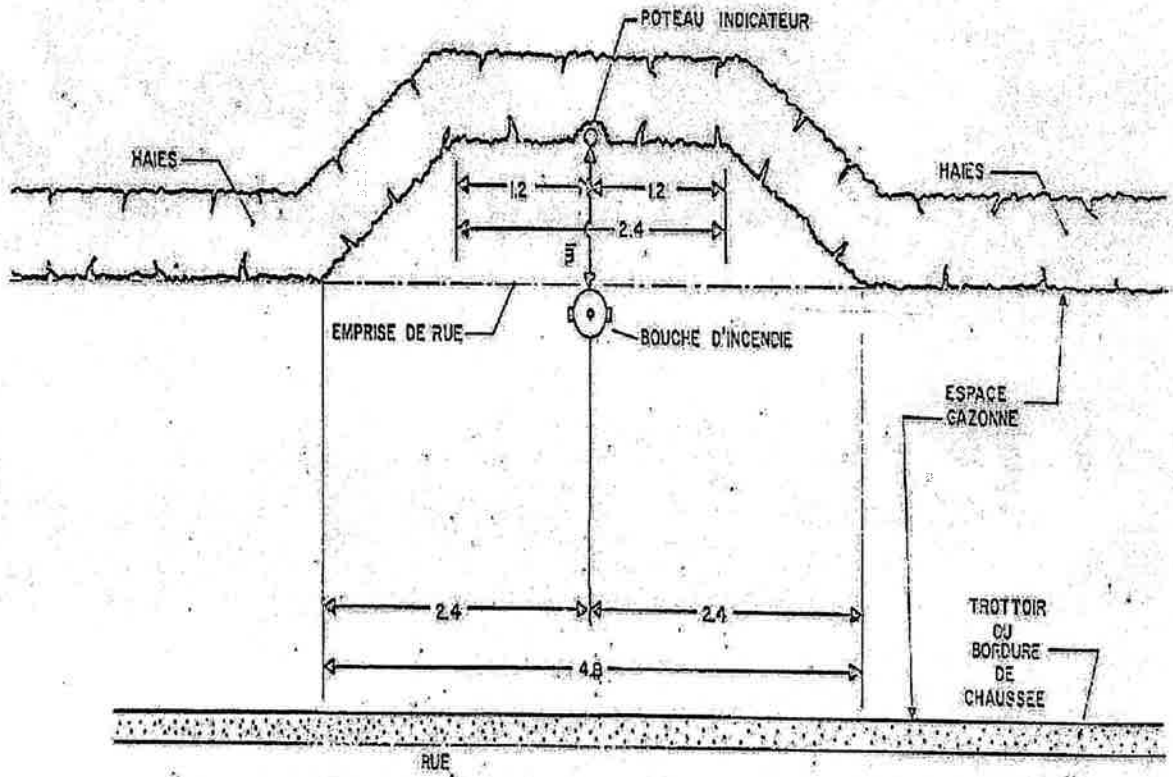 POTEAU INDICATEUR
HAIES
HAIES
1.2
1.2
2.4
1m
EMPRISE DE RUE
BOUCHE D'INCENDIE
ESPACE
GAZONNE
2.4
2.4
4.8
TROTTOIR
OU
BORDURE
DE
CHAUSSEE
RUE